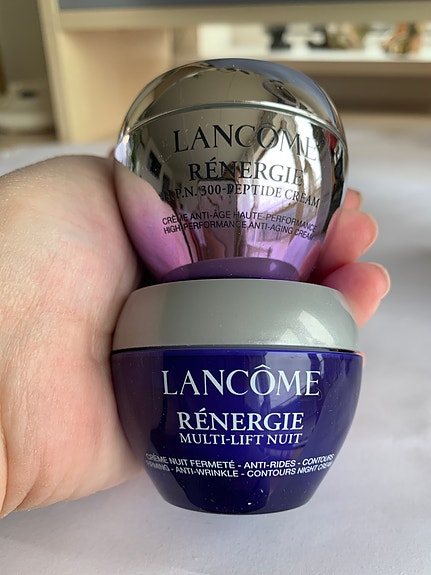 LANCÔME
RÉNERGIE
H.P.N. 300-PEPTIDE CREAM
CRÈME ANTI-ÂGE HAUTE-PERFORMANCE
HIGH PERFORMANCE ANTI-AGING CREAM
LANCÔME
RÉNERGIE
MULTI-LIFT NUIT
CRÈME NUIT FERMETÉ - ANTI-RIDES - CONTOURS
FIRMING - ANTI-WRINKLE - CONTOURS NIGHT CREAM